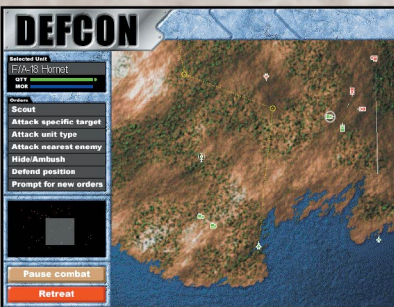 DEFCON
Selected Unit
F/A-18 Hornet
QTY
MOR
Orders
Scout
Attack specific target
Attack unit type
Attack nearest enemy
Hide/Ambush
Defend position
Prompt for new orders
Pause combat
Retreat